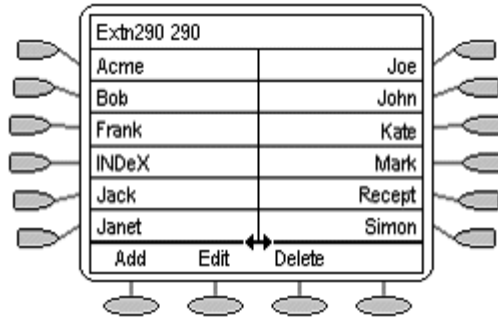 Extn290 290
Acme Joe
Bob John
Frank Kate
INDeX Mark
Jack Recept
Janet Simon
Add Edit Delete